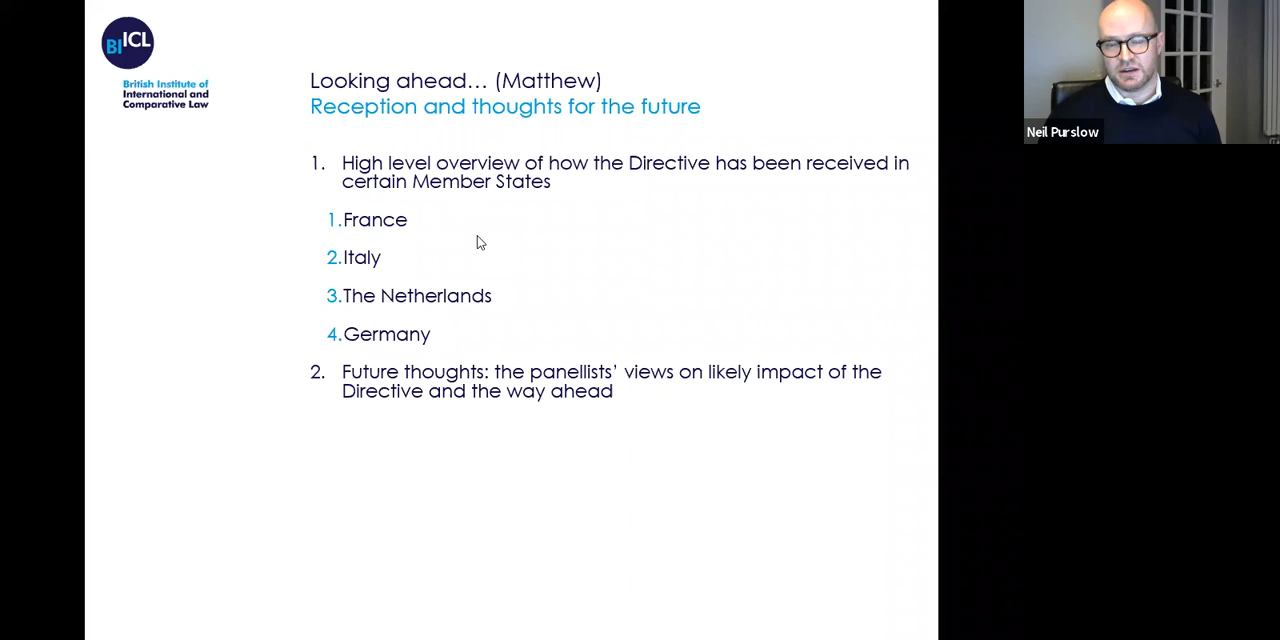 BIICL
British Institute of
International and
Comparative Law
Looking ahead... (Matthew)
Reception and thoughts for the future
1. High level overview of how the Directive has been received in
certain Member States
1. France
2. Italy
3. The Netherlands
4. Germany
2. Future thoughts: the panellists’ views on likely impact of the
Directive and the way ahead
Neil Purslow